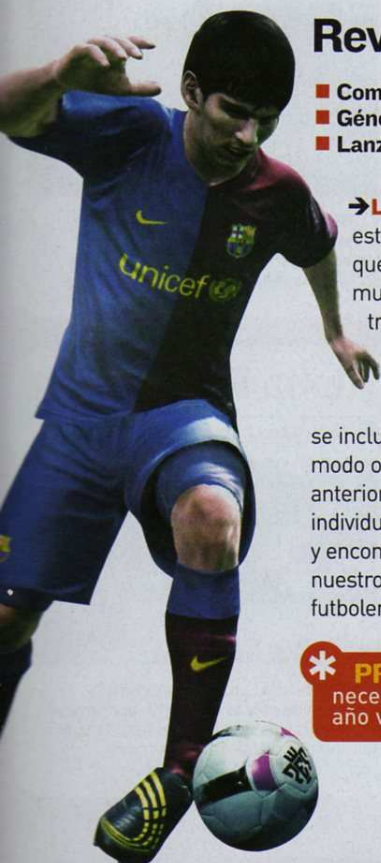 Rev
Com
Géne
Lanz
→L
est
que
mu
tr
unicef
se inclu
modo o
anterior
individu
y encon
nuestro
futboler
* PR
nece
año v